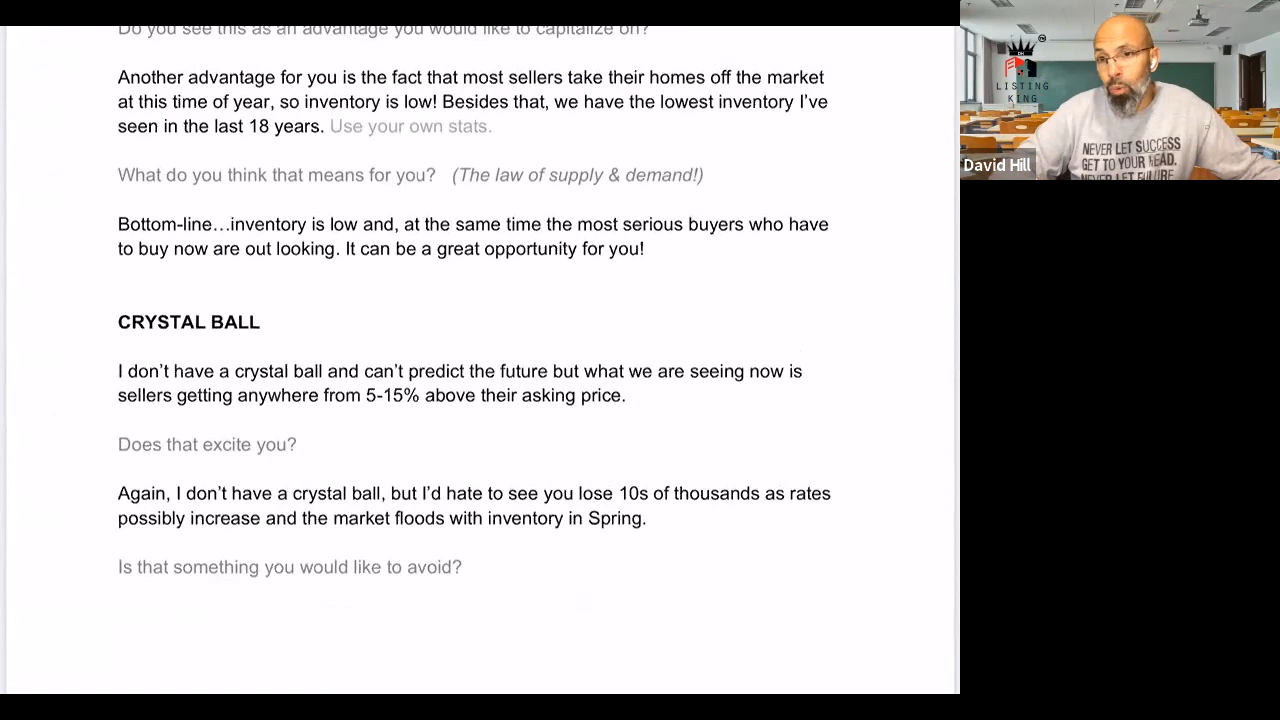 Do you see this as an advantage you would like to capitalize on?
Another advantage for you is the fact that most sellers take their homes off the market
at this time of year, so inventory is low! Besides that, we have the lowest inventory I’ve
seen in the last 18 years. Use your own stats.
What do you think that means for you? (The law of supply & demand!)
Bottom-line…inventory is low and, at the same time the most serious buyers who have
to buy now are out looking. It can be a great opportunity for you!
CRYSTAL BALL
I don’t have a crystal ball and can’t predict the future but what we are seeing now is
sellers getting anywhere from 5-15% above their asking price.
Does that excite you?
Again, I don’t have a crystal ball, but I’d hate to see you lose 10s of thousands as rates
possibly increase and the market floods with inventory in Spring.
Is that something you would like to avoid?
LISTING
KING
NEVER LET SUCCESS
GET TO YOUR HEAD.
NEVER LET FAILURE
David Hill